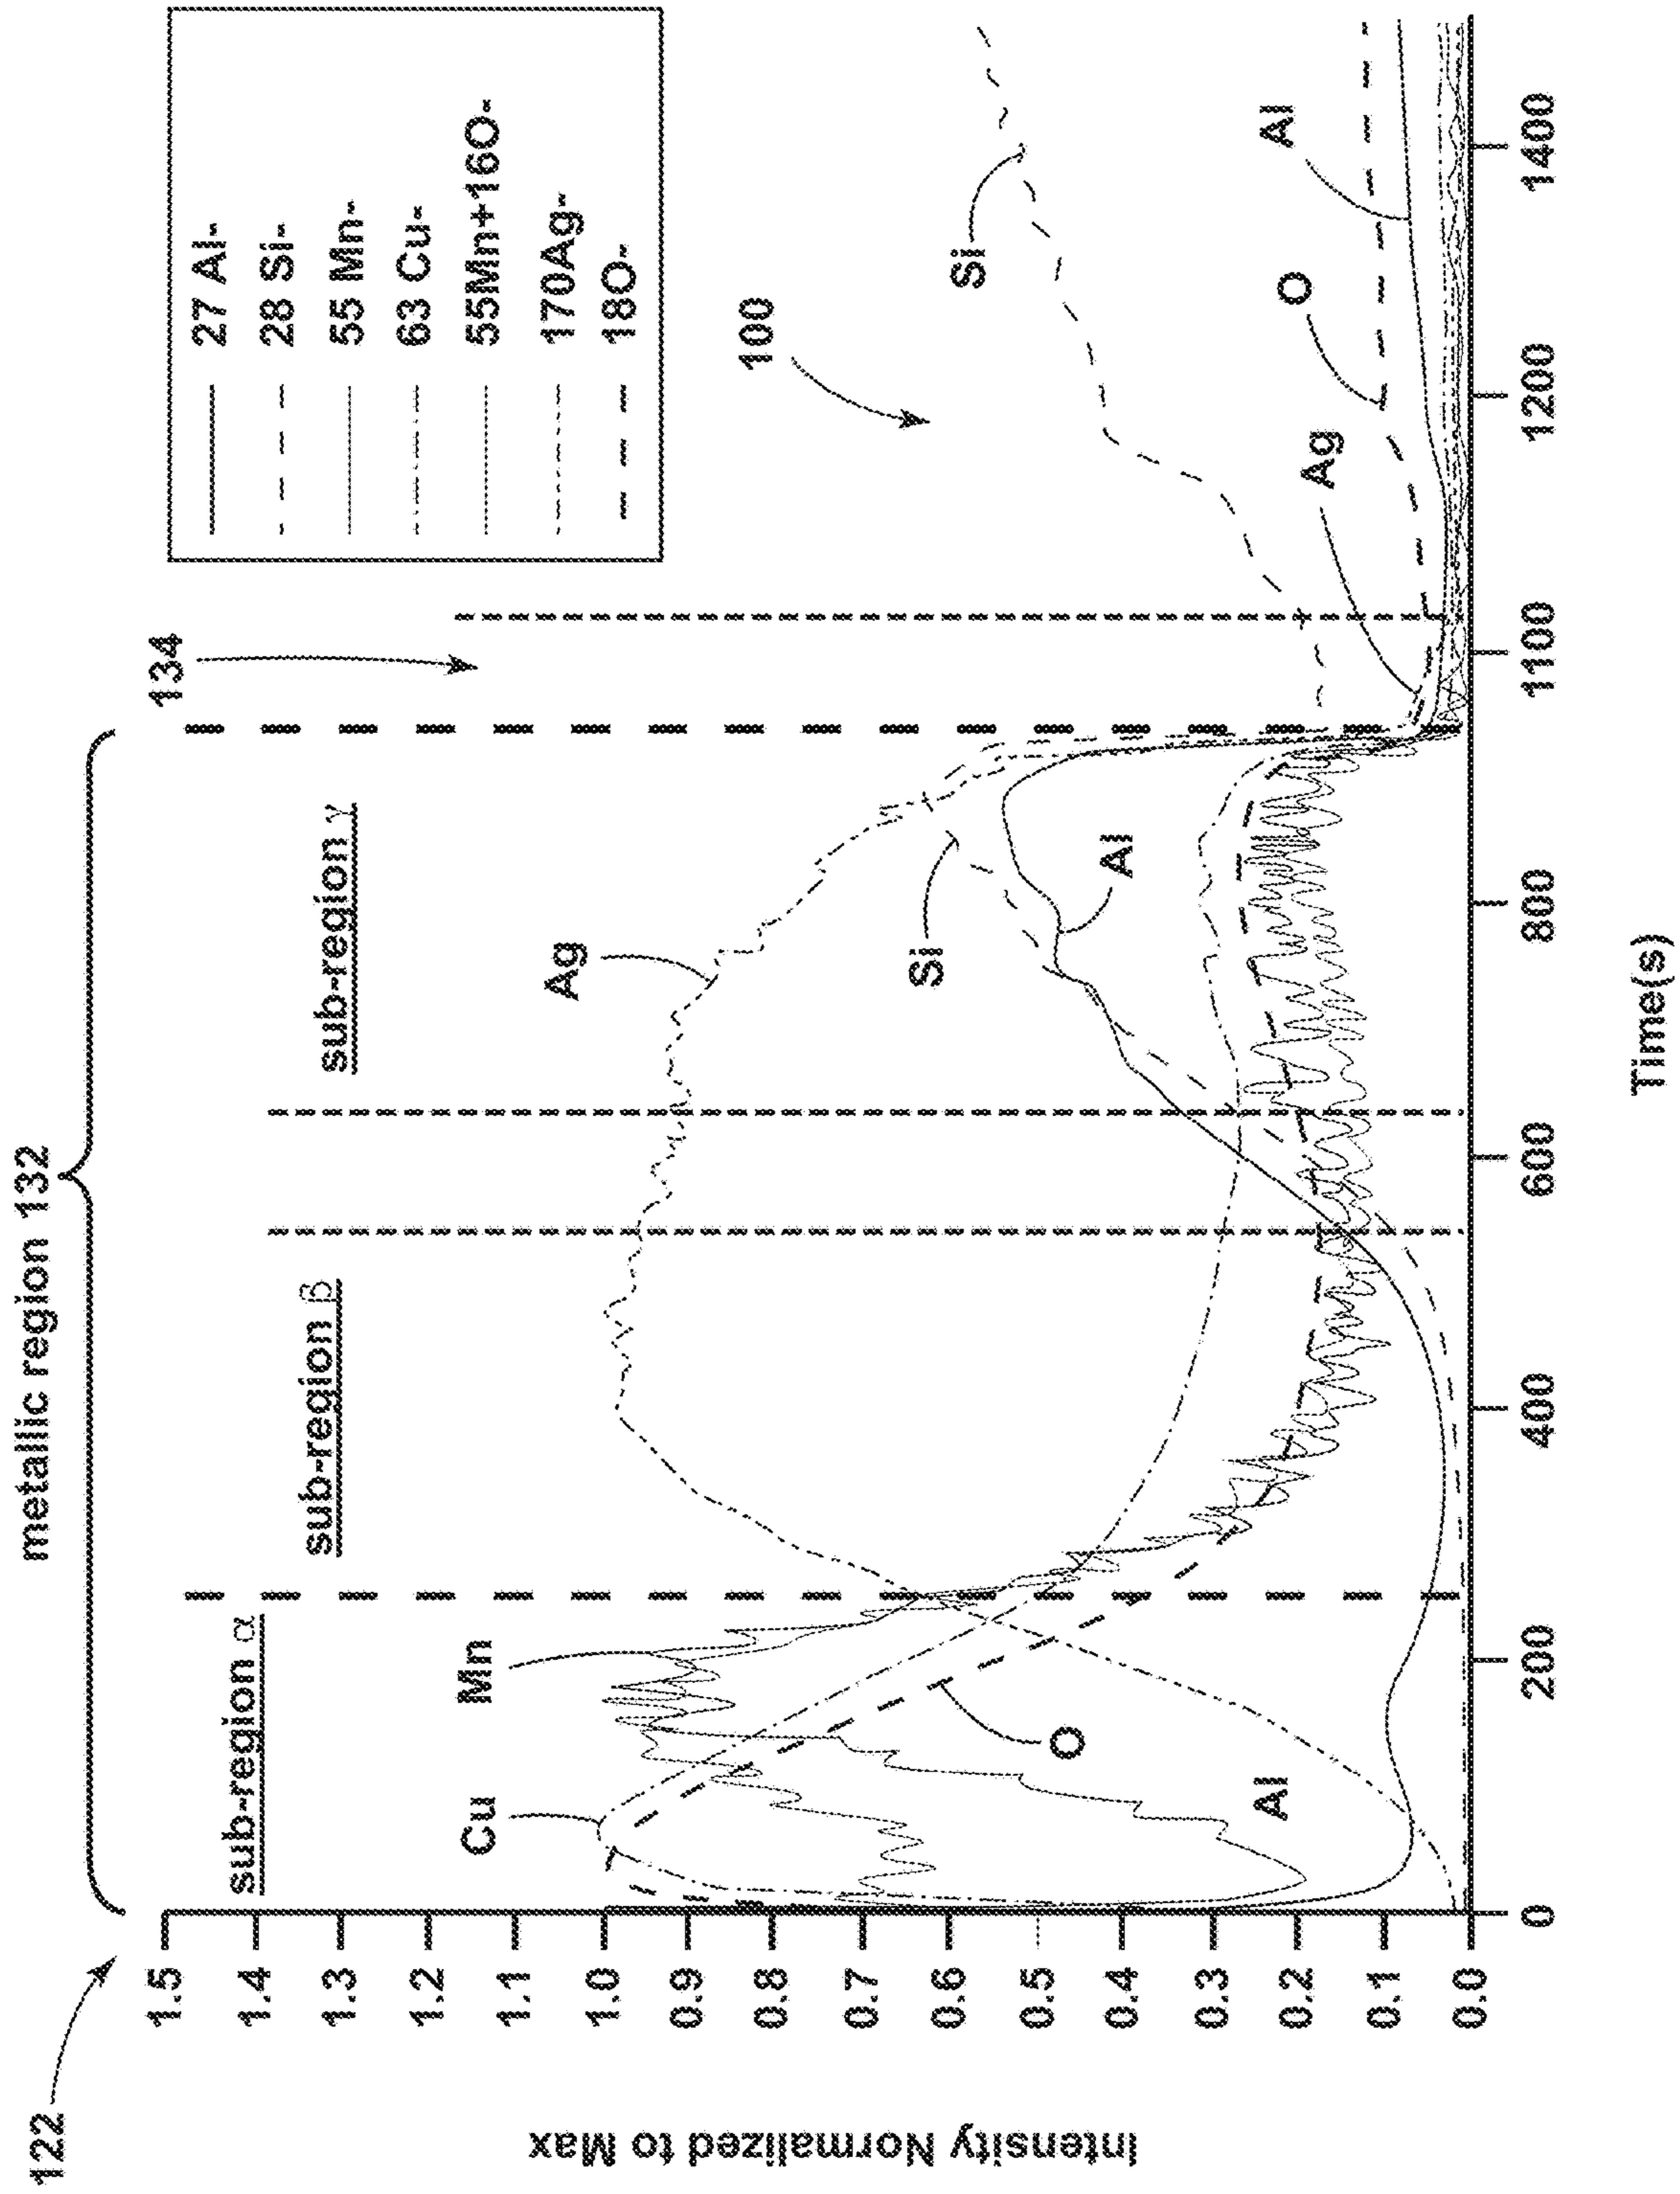 122
metallic region 132
134
sub-region α
sub-region β
sub-region γ
27 Al-
28 Si-
55 Mn-
63 Cu-
55Mn+16O-
170Ag-
18O-
100
Cu
Mn
Ag
Si
Al
O
Al
Si
Ag
O
Al
Intensity Normalized to Max
1.5
1.4
1.3
1.2
1.1
1.0
0.9
0.8
0.7
0.6
0.5
0.4
0.3
0.2
0.1
0.0
0
200
400
600
800
1100
1200
1400
Time(s)